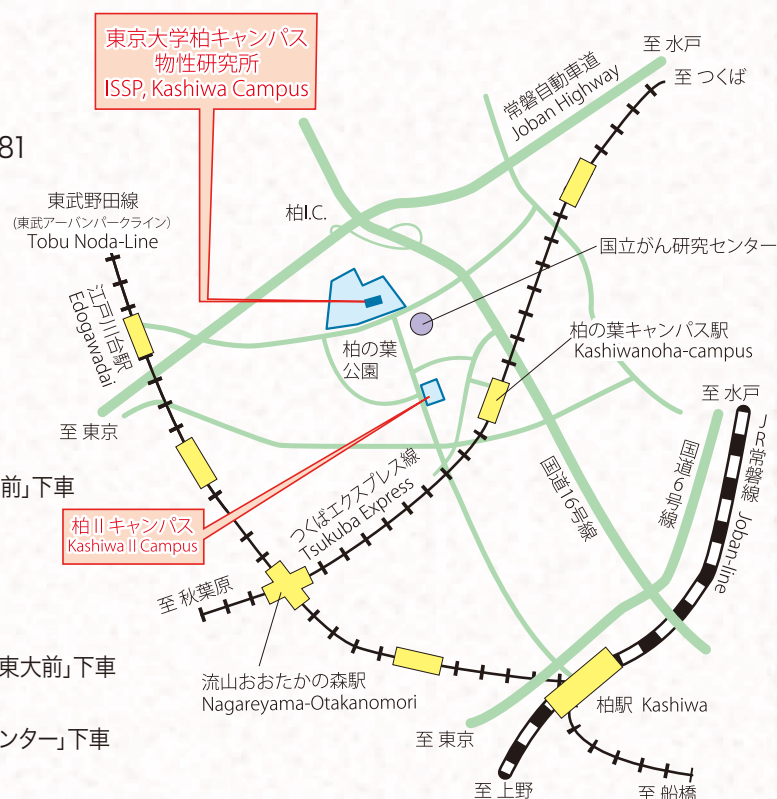 東京大学柏キャンパス
物性研究所
ISSP, Kashiwa Campus
至 水戸
至 つくば
常磐自動車道
Joban Highway
81
東武野田線
(東武アーバンパークライン)
Tobu Noda-Line
柏I.C.
国立がん研究センター
江戸川台駅
Edogawadai
柏の葉
公園
柏の葉キャンパス駅
Kashiwanoha-campus
至 東京
至 水戸
JR常磐線 Joban-line
国道6号線
国道16号線
前」下車
つくばエクスプレス線
Tsukuba Express
柏Ⅱキャンパス
Kashiwa Ⅱ Campus
至 秋葉原
東大前」下車
流山おおたかの森駅
Nagareyama-Otakanomori
柏駅 Kashiwa
ンター」下車
至 東京
至 上野
至 船橋